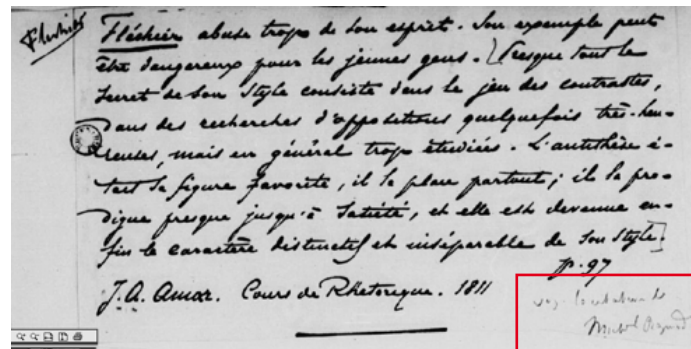 Fléchier
Fléchier abuse trop de son esprit. Son exemple peut
être dangereux pour les jeunes gens. [Presque tout le
secret de son style consiste dans le jeu des contrastes,
dans des recherches d'oppositions quelquefois très-heu-
reuses, mais en général trop étudiées. L'antithèse é-
tait sa figure favorite, il la place partout; il la pro-
digue presque jusqu'à satiété, et elle est devenue en-
fin le caractère distinctif et inséparable de son style.]
p. 97
J. A. Amar. Cours de Rhétorique. 1811
voy.